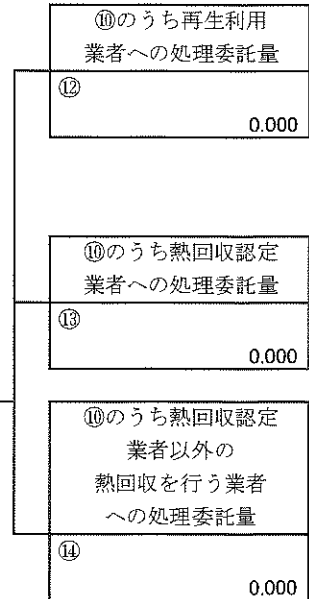 ⑩のうち再生利用
業者への処理委託量
⑫
0.000
⑩のうち熱回収認定
業者への処理委託量
⑬
0.000
⑩のうち熱回収認定
業者以外の
熱回収を行う業者
への処理委託量
⑭
0.000